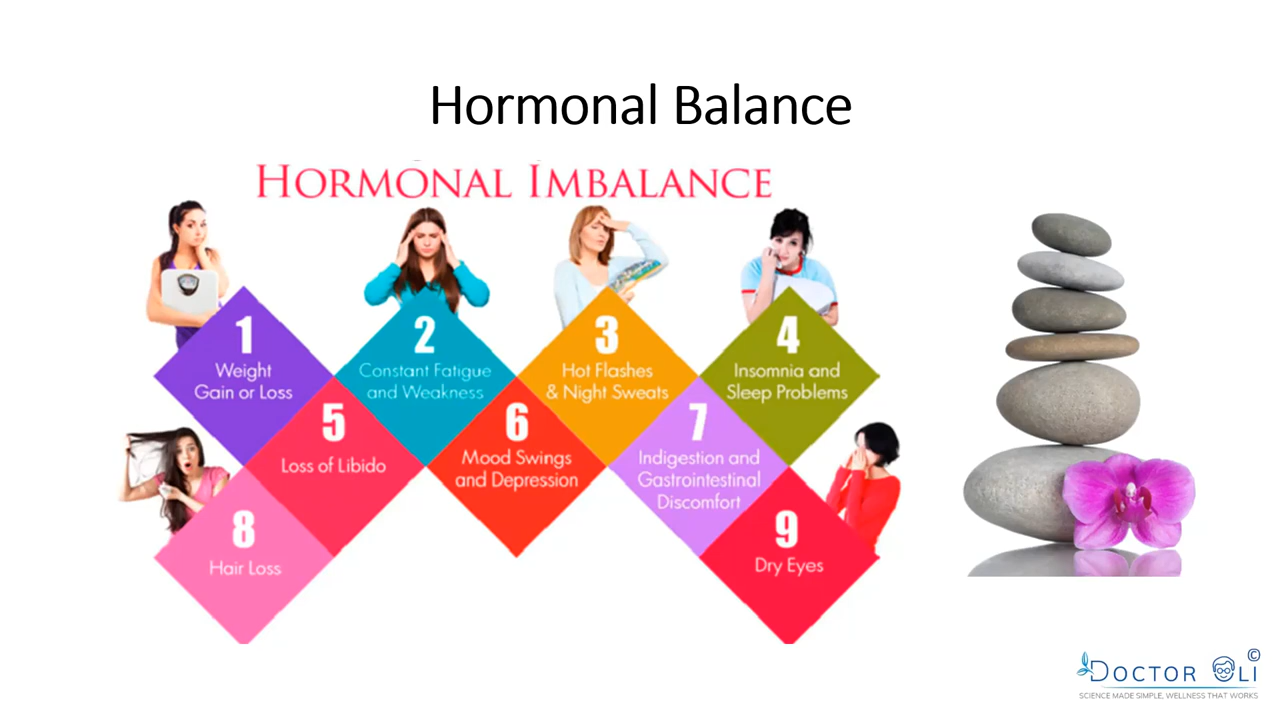 Hormonal Balance
HORMONAL IMBALANCE
1
Weight
Gain or Loss
2
Constant Fatigue
and Weakness
3
Hot Flashes
& Night Sweats
4
Insomnia and
Sleep Problems
5
Loss of Libido
6
Mood Swings
and Depression
7
Indigestion and
Gastrointestinal
Discomfort
8
Hair Loss
9
Dry Eyes
DOCTOR OLI ©
SCIENCE MADE SIMPLE, WELLNESS THAT WORKS